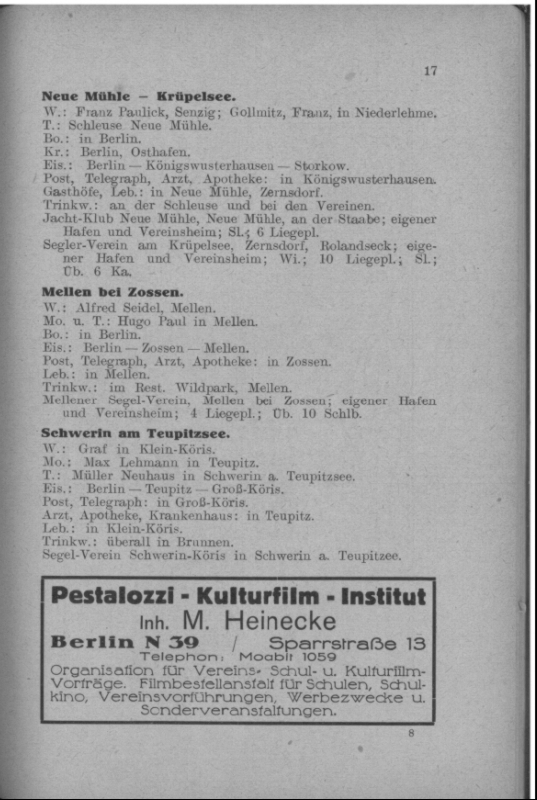 17
Neue Mühle — Krüpelsee.
W.: Franz Paulick, Senzig; Gollmitz, Franz, in Niederlehme.
T.: Schleuse Neue Mühle.
Bo.: in Berlin.
Kr.: Berlin, Osthafen.
Eis.: Berlin — Königswusterhausen — Storkow.
Post, Telegraph, Arzt, Apotheke: in Königswusterhausen.
Gasthöfe, Leb.: in Neue Mühle, Zernsdorf.
Trinkw.: an der Schleuse und bei den Vereinen.
Jacht-Klub Neue Mühle, Neue Mühle, an der Staabe; eigener
Hafen und Vereinsheim; Sl.; 6 Liegepl.
Segler-Verein am Krüpelsee, Zernsdorf, Rolandseck; eige-
ner Hafen und Vereinsheim; Wi.; 10 Liegepl.; Sl.;
Üb. 6 Ka.
Mellen bei Zossen.
W.: Alfred Seidel, Mellen.
Mo. u. T.: Hugo Paul in Mellen.
Bo.: in Berlin.
Eis.: Berlin — Zossen — Mellen.
Post, Telegraph, Arzt, Apotheke: in Zossen.
Leb.: in Mellen.
Trinkw.: im Rest. Wildpark, Mellen.
Mellener Segel-Verein, Mellen bei Zossen; eigener Hafen
und Vereinsheim; 4 Liegepl.; Üb. 10 Schlb.
Schwerin am Teupitzsee.
W.: Graf in Klein-Köris.
Mo.: Max Lehmann in Teupitz.
T.: Müller Neuhaus in Schwerin a. Teupitzsee.
Eis.: Berlin — Teupitz — Groß-Köris.
Post, Telegraph: in Groß-Köris.
Arzt, Apotheke, Krankenhaus: in Teupitz.
Leb.: in Klein-Köris.
Trinkw.: überall in Brunnen.
Segel-Verein Schwerin-Köris in Schwerin a. Teupitzee.
Pestalozzi - Kulturfilm - Institut
Inh. M. Heinecke
Berlin N 39 / Sparrstraße 13
Telephon: Moabit 1059
Organisation für Vereins- Schul- u. Kulturfilm-
Vorträge. Filmbestellanstalt für Schulen, Schul-
kino, Vereinsvorführungen, Werbezwecke u.
Sonderveranstaltungen.
8